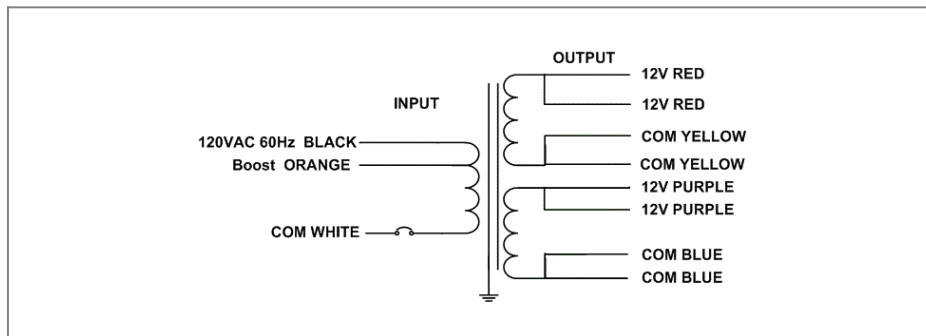 OUTPUT
12V RED
INPUT
12V RED
120VAC 60Hz BLACK
COM YELLOW
Boost ORANGE
COM YELLOW
12V PURPLE
12V PURPLE
COM WHITE
COM BLUE
COM BLUE